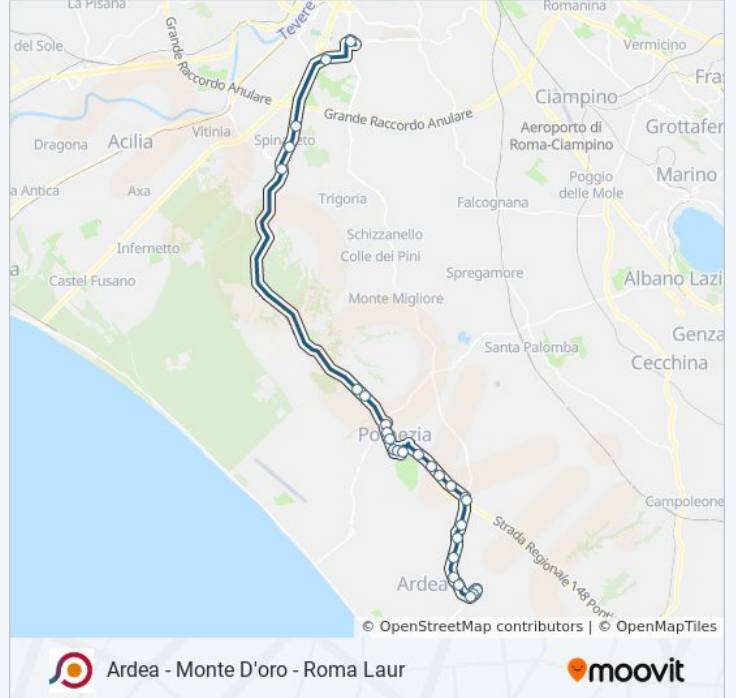 La Pisana
Romanina
del Sole
Tevere
Vermicino
Grande Raccordo Anulare
Fra
Ciampino
Grande Raccordo Anulare
Aeroporto di
Roma-Ciampino
Grottafer
Dragona
Acilia
Vitinia
Marino
a Antica
Axa
Trigoria
Poggio
delle Mole
Falcognana
Schizzanello
Colle dei Pini
Infernetto
Spregamore
a
Castel Fusano
Albano Lazi
Monte Migliore
Genza
Santa Palomba
Cecchina
Campoleone
Strada Regionale 148 Ponti
Ardea
© OpenStreetMap contributors | © OpenMapTiles
Ardea - Monte D'oro - Roma Laur
moovit